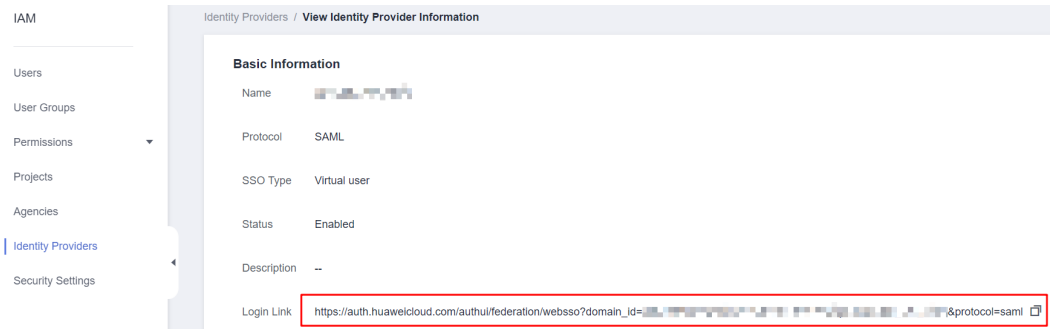 IAM
Users
User Groups
Permissions
Projects
Agencies
Identity Providers
Security Settings
Identity Providers / View Identity Provider Information
Basic Information
Name
Protocol SAML
SSO Type Virtual user
Status Enabled
Description --
Login Link https://auth.huaweicloud.com/authui/federation/websso?domain_id= &protocol=saml